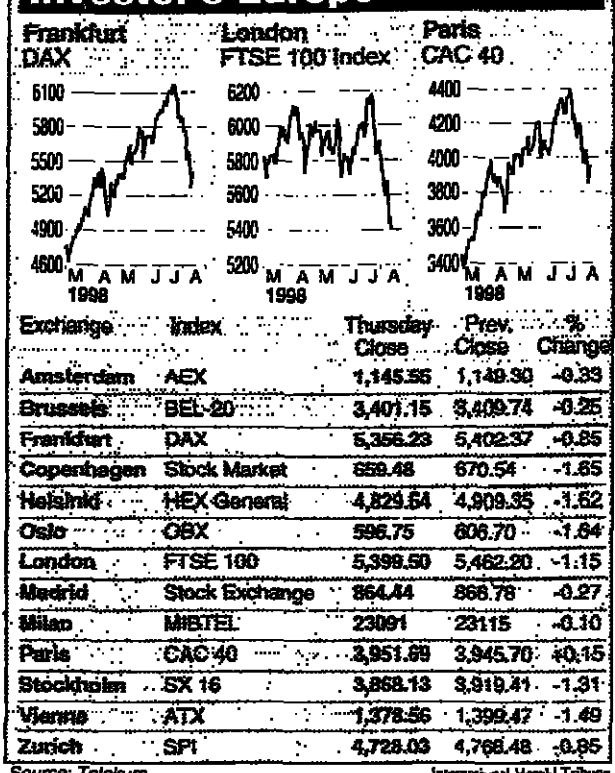 Investor's Europe
Frankfurt
DAX
London
FTSE 100 Index
Paris
CAC 40
6100
5800
5500
5200
4900
4600
M A M J J A
1998
6200
6000
5800
5600
5400
5200
M A M J J A
1998
4400
4200
4000
3800
3600
3400
M A M J J A
1998
Exchange Index Thursday Close Prev. Close % Change
Amsterdam AEX 1,145.56 1,149.30 -0.33
Brussels BEL-20 3,401.15 3,409.74 -0.25
Frankfurt DAX 5,356.23 5,402.37 -0.85
Copenhagen Stock Market 659.48 670.54 -1.65
Helsinki HEX General 4,829.64 4,909.35 -1.62
Oslo OBX 596.75 606.70 -1.64
London FTSE 100 5,399.50 5,462.20 -1.15
Madrid Stock Exchange 864.44 866.78 -0.27
Milan MIBTEL 23091 23115 -0.10
Paris CAC 40 3,951.69 3,945.70 +0.15
Stockholm SX 16 3,868.13 3,919.41 -1.31
Vienna ATX 1,378.56 1,399.47 -1.49
Zurich SPI 4,728.03 4,768.48 -0.85
Source: Telekurs
International Herald Tribune